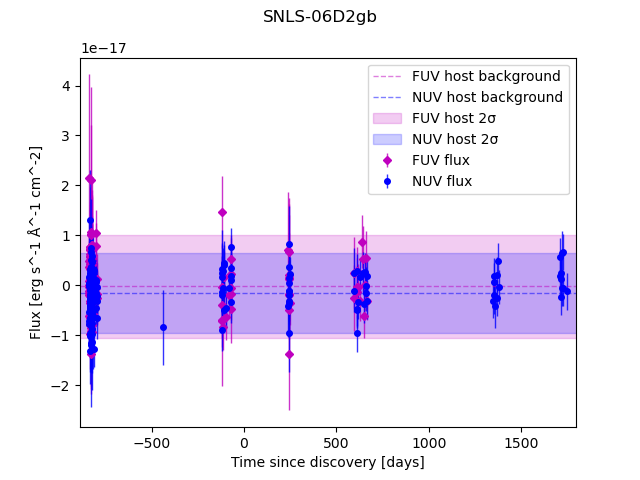 SNLS-06D2gb
1e−17
FUV host background
NUV host background
FUV host 2σ
NUV host 2σ
FUV flux
NUV flux
4
3
2
1
0
−1
−2
Flux [erg s^-1 Å^-1 cm^-2]
−500 0 500 1000 1500
Time since discovery [days]